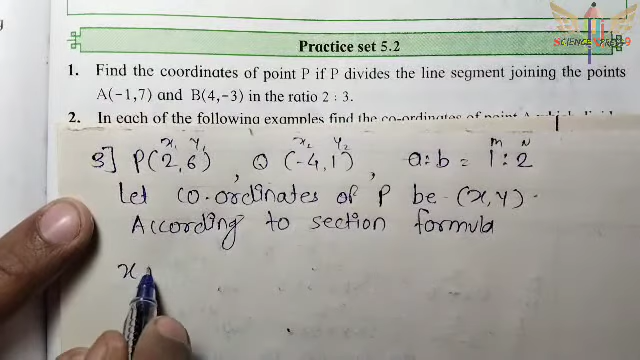 SCIENCE XPRESS-9
Practice set 5.2
1. Find the coordinates of point P if P divides the line segment joining the points
A(-1,7) and B(4,-3) in the ratio 2 : 3.
2. In each of the following examples find the co-ordinates of point A which
x₁ y₁ x₂ y₂ m N
3] P(2,6) , Q (-4,1) , a:b = 1:2
Let co.ordinates of P be (x,y).
According to section formula
x